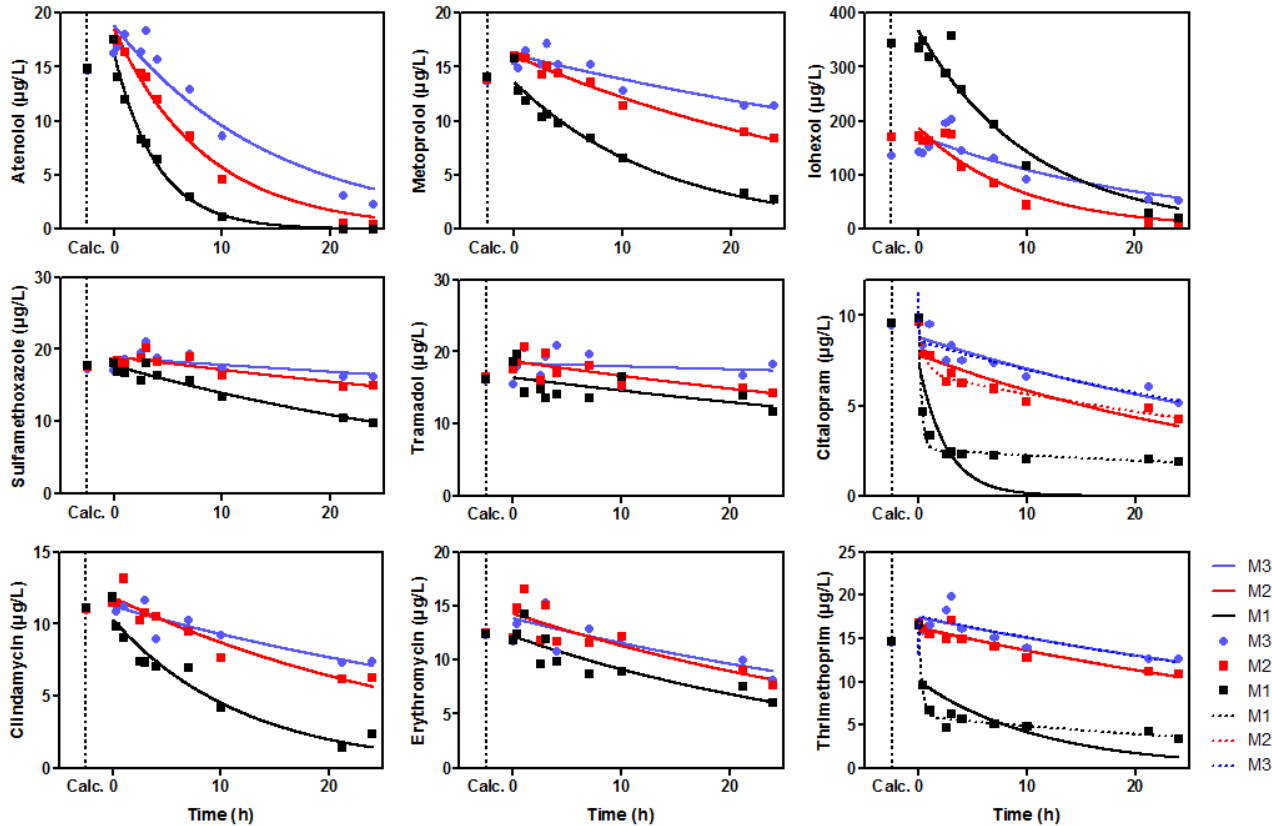 Atenolol (µg/L)
20
15
10
5
0
Calc. 0 10 20
Metoprolol (µg/L)
20
15
10
5
0
Calc. 0 10 20
Iohexol (µg/L)
400
300
200
100
0
Calc. 0 10 20
Sulfamethoxazole (µg/L)
30
20
10
0
Calc. 0 10 20
Tramadol (µg/L)
30
20
10
0
Calc. 0 10 20
Citalopram (µg/L)
10
5
0
Calc. 0 10 20
Clindamycin (µg/L)
15
10
5
0
Calc. 0 10 20
Time (h)
Erythromycin (µg/L)
20
15
10
5
0
Calc. 0 10 20
Time (h)
Thrimethoprim (µg/L)
25
20
15
10
5
0
Calc. 0 10 20
Time (h)
M3
M2
M1
M3
M2
M1
M1
M2
M3